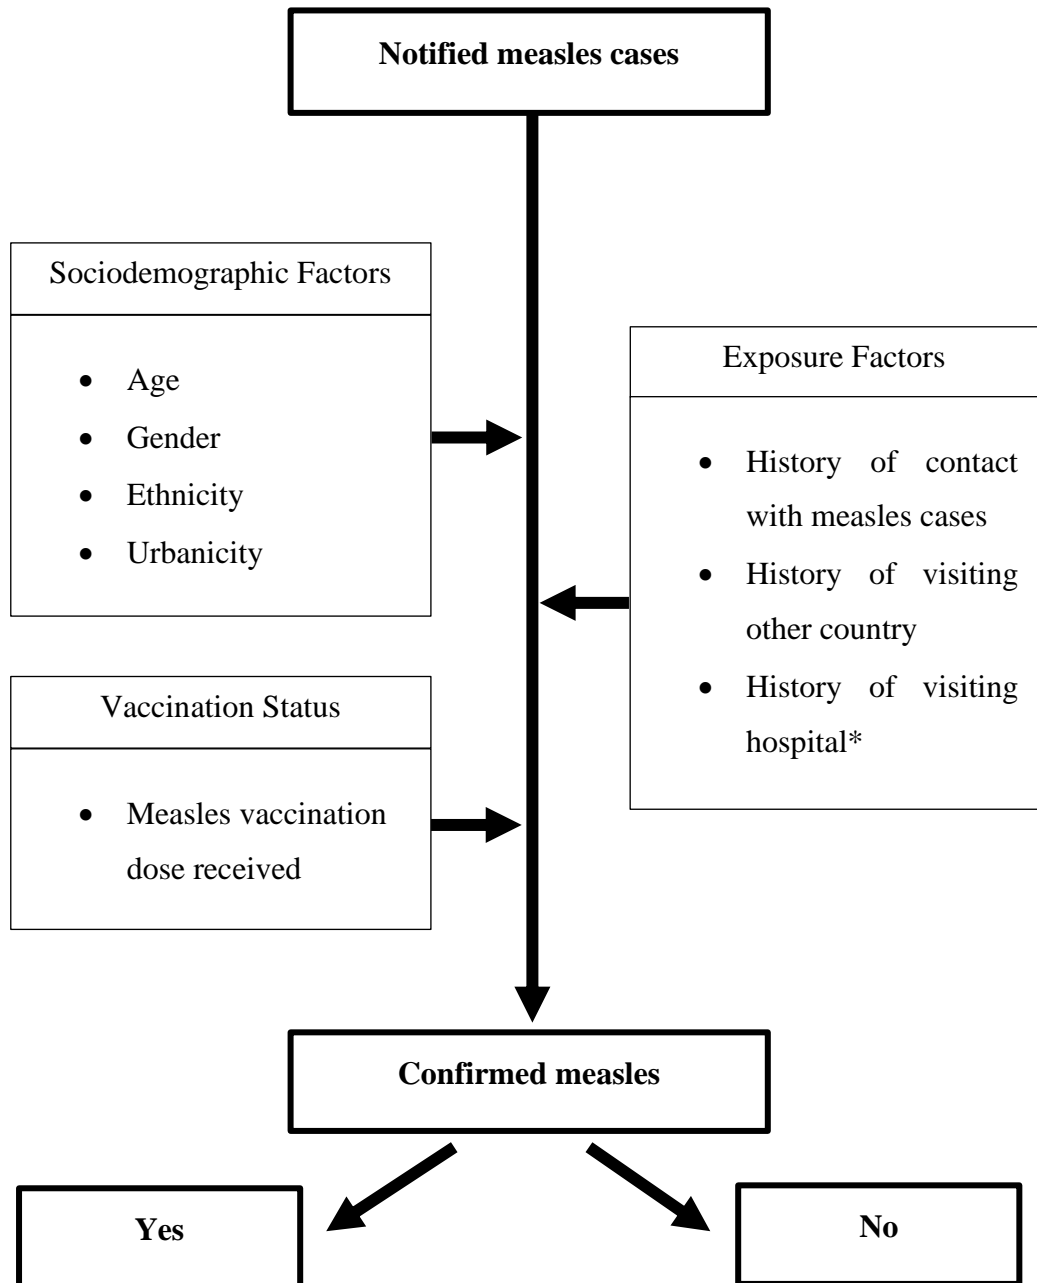 Notified measles cases
Sociodemographic Factors
• Age
• Gender
• Ethnicity
• Urbanicity
Exposure Factors
• History of contact
with measles cases
• History of visiting
other country
• History of visiting
hospital*
Vaccination Status
• Measles vaccination
dose received
Confirmed measles
Yes
No